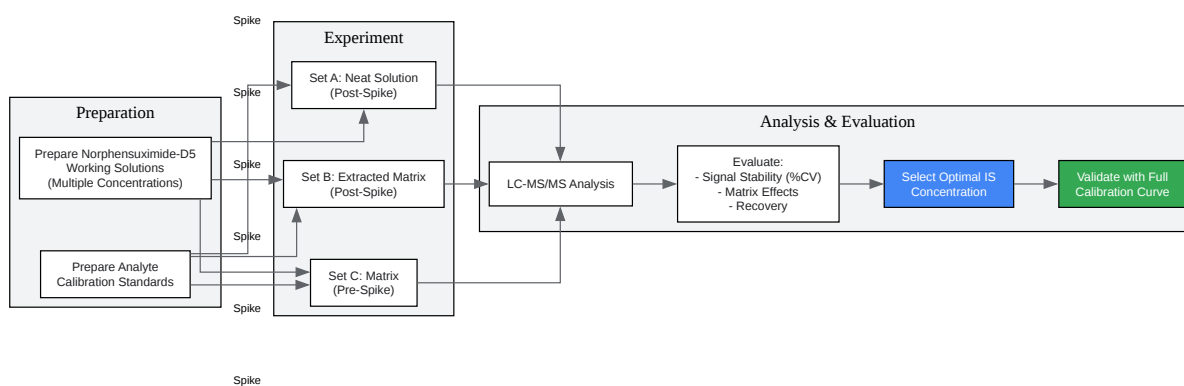 Spike
Spike
Spike
Spike
Spike
Spike
Preparation
Prepare Norphensuximide-D5
Working Solutions
(Multiple Concentrations)
Prepare Analyte
Calibration Standards
Experiment
Set A: Neat Solution
(Post-Spike)
Set B: Extracted Matrix
(Post-Spike)
Set C: Matrix
(Pre-Spike)
Analysis & Evaluation
LC-MS/MS Analysis
Evaluate:
- Signal Stability (%CV)
- Matrix Effects
- Recovery
Select Optimal IS
Concentration
Validate with Full
Calibration Curve